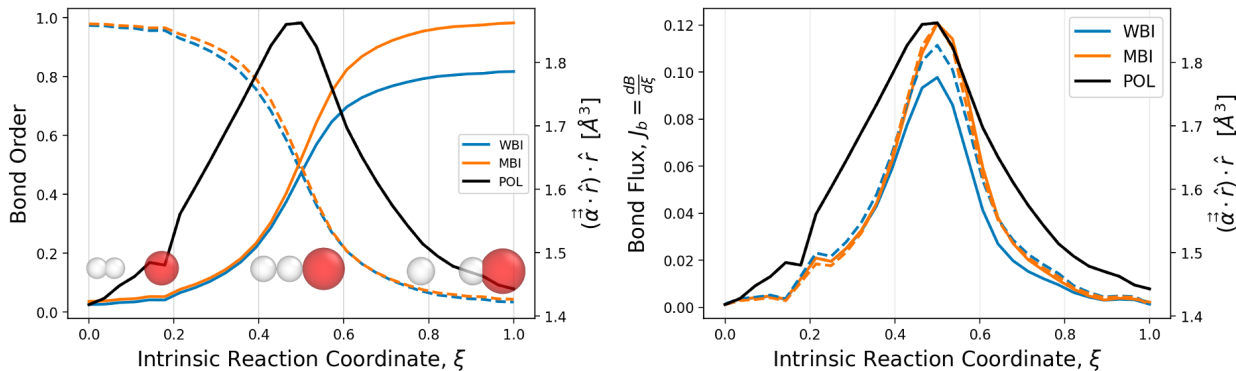 1.0
0.8
0.6
0.4
0.2
0.0
Bond Order
0.0
0.2
0.4
0.6
0.8
1.0
Intrinsic Reaction Coordinate, ξ
1.8
1.7
1.6
1.5
1.4
(α⃡ · r̂) · r̂ [Å³]
WBI
MBI
POL
0.12
0.10
0.08
0.06
0.04
0.02
0.00
Bond Flux, J_b = dB/dξ
0.0
0.2
0.4
0.6
0.8
1.0
Intrinsic Reaction Coordinate, ξ
1.8
1.7
1.6
1.5
1.4
(α⃡ · r̂) · r̂ [Å³]
WBI
MBI
POL